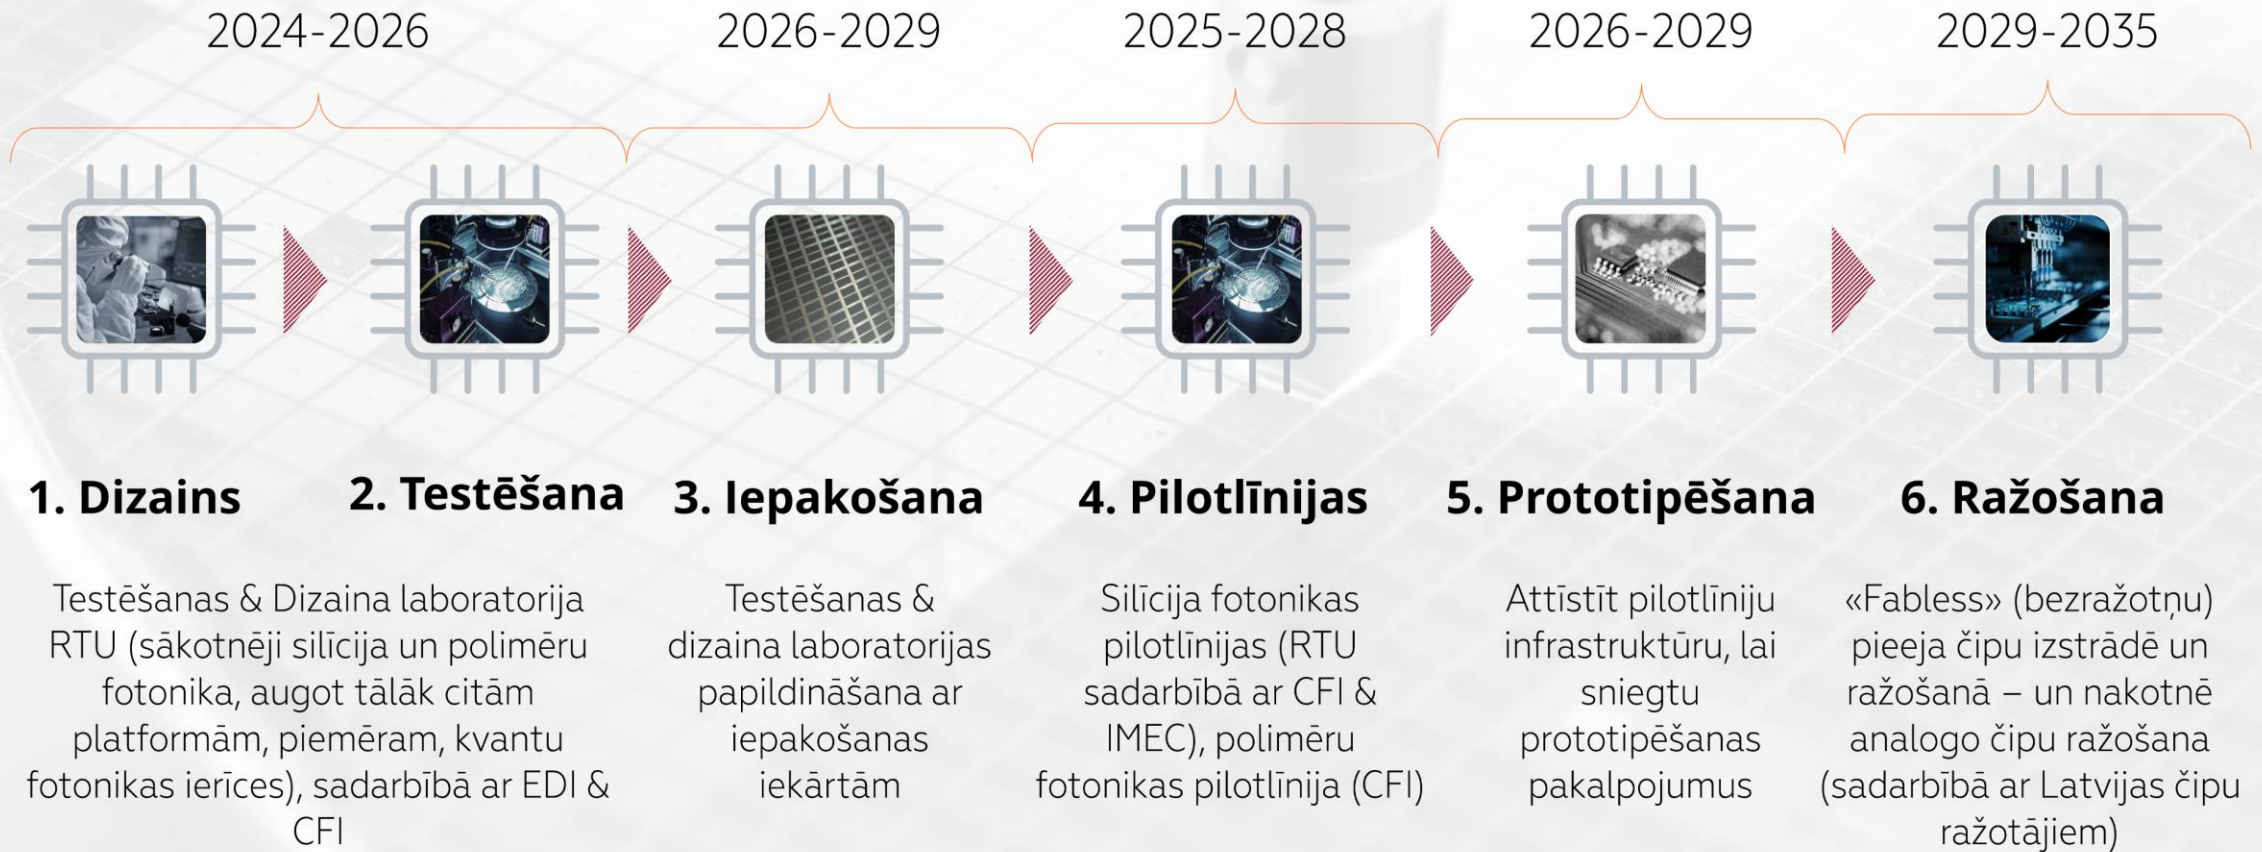 2024-2026
2026-2029
2025-2028
2026-2029
2029-2035
1. Dizains
2. Testēšana
3. Iepakošana
4. Pilotlīnijas
5. Prototipēšana
6. Ražošana
Testēšanas & Dizaina laboratorija
RTU (sākotnēji silīcija un polimēru
fotonika, augot tālāk citām
platformām, piemēram, kvantu
fotonikas ierīces), sadarbībā ar EDI &
CFI
Testēšanas &
dizaina laboratorijas
papildināšana ar
iepakošanas
iekārtām
Silīcija fotonikas
pilotlīnijas (RTU
sadarbībā ar CFI &
IMEC), polimēru
fotonikas pilotlīnija (CFI)
Attīstīt pilotlīniju
infrastruktūru, lai
sniegtu
prototipēšanas
pakalpojumus
«Fabless» (bezražotņu)
pieeja čipu izstrādē un
ražošanā – un nakotnē
analogo čipu ražošana
(sadarbībā ar Latvijas čipu
ražotājiem)